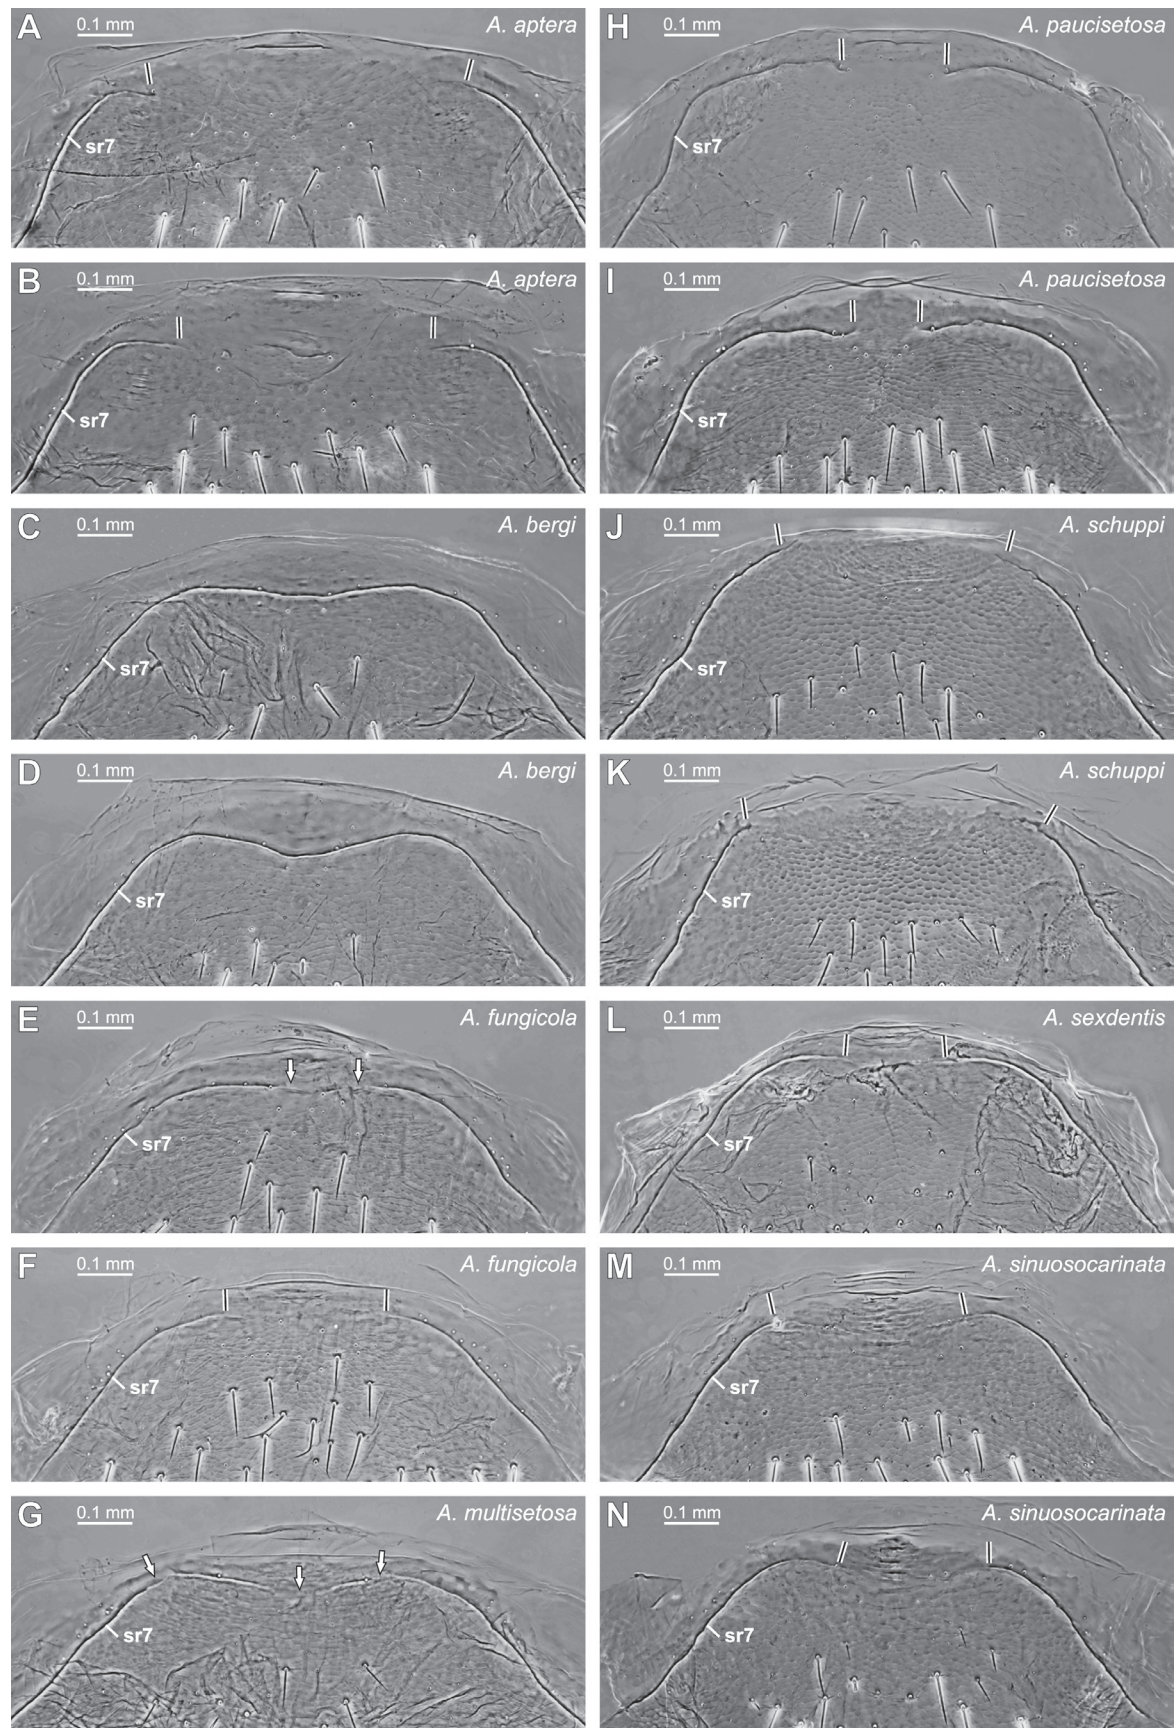 A
0.1 mm
A. aptera
sr7
B
0.1 mm
A. aptera
sr7
C
0.1 mm
A. bergi
sr7
D
0.1 mm
A. bergi
sr7
E
0.1 mm
A. fungicola
sr7
F
0.1 mm
A. fungicola
sr7
G
0.1 mm
A. multisetosa
sr7
H
0.1 mm
A. paucisetosa
sr7
I
0.1 mm
A. paucisetosa
sr7
J
0.1 mm
A. schuppi
sr7
K
0.1 mm
A. schuppi
sr7
L
0.1 mm
A. sexdentis
sr7
M
0.1 mm
A. sinuosocarinata
sr7
N
0.1 mm
A. sinuosocarinata
sr7